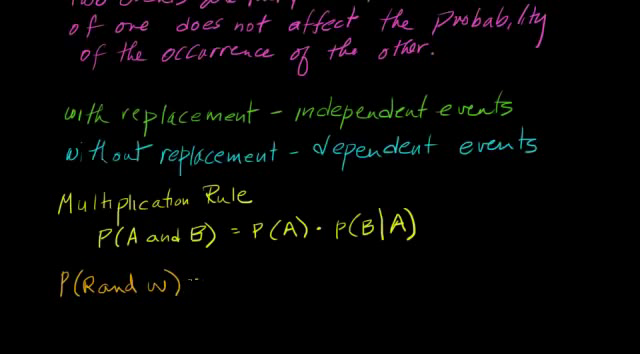 of one does not affect the probability
of the occurrence of the other.
with replacement - independent events
without replacement - dependent events
Multiplication Rule
P(A and B) = P(A) · P(B|A)
P(R and W)